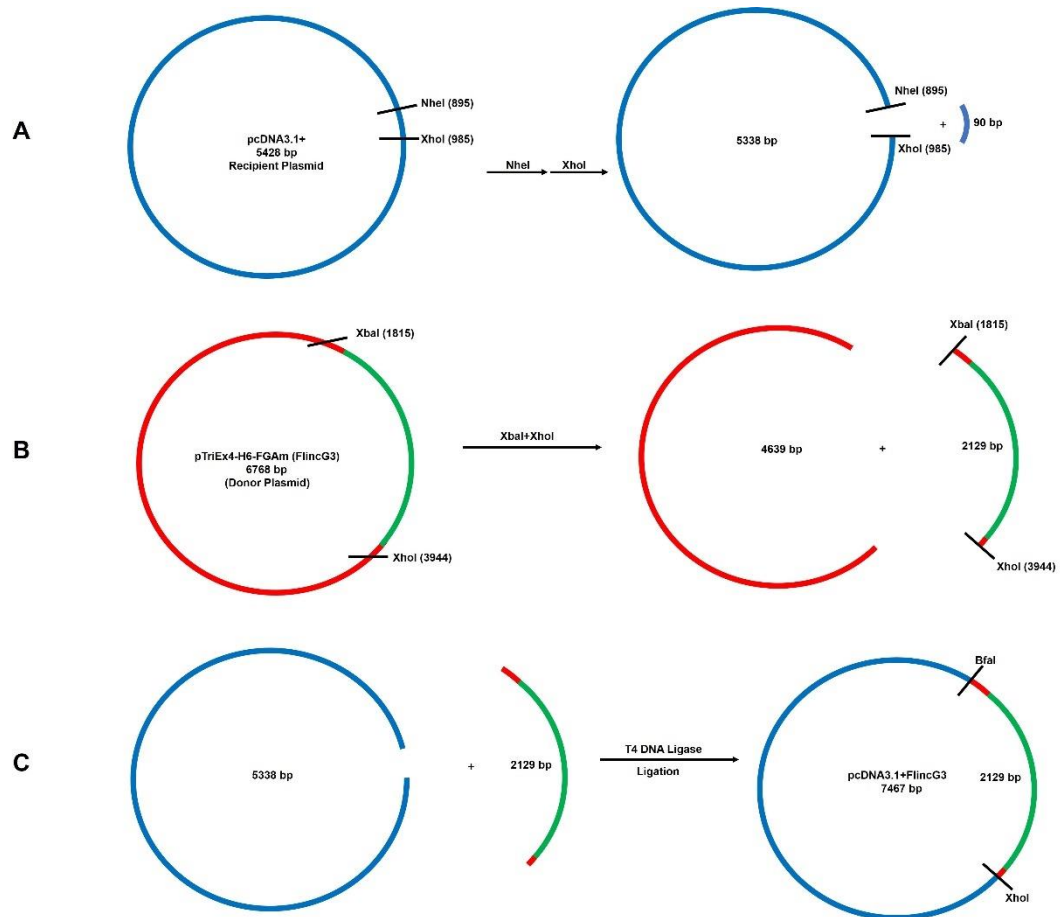 A
NheI (895)
pcDNA3.1+
5428 bp
Recipient Plasmid
XhoI (985)
NheI
XhoI
5338 bp
NheI (895)
+
90 bp
XhoI (985)
B
XbaI (1815)
pTriEx4-H6-FGAm (FlincG3)
6768 bp
(Donor Plasmid)
XhoI (3944)
XbaI+XhoI
4639 bp
+
XbaI (1815)
2129 bp
XhoI (3944)
C
5338 bp
+
2129 bp
T4 DNA Ligase
Ligation
BfaI
pcDNA3.1+FlincG3
7467 bp
2129 bp
XhoI